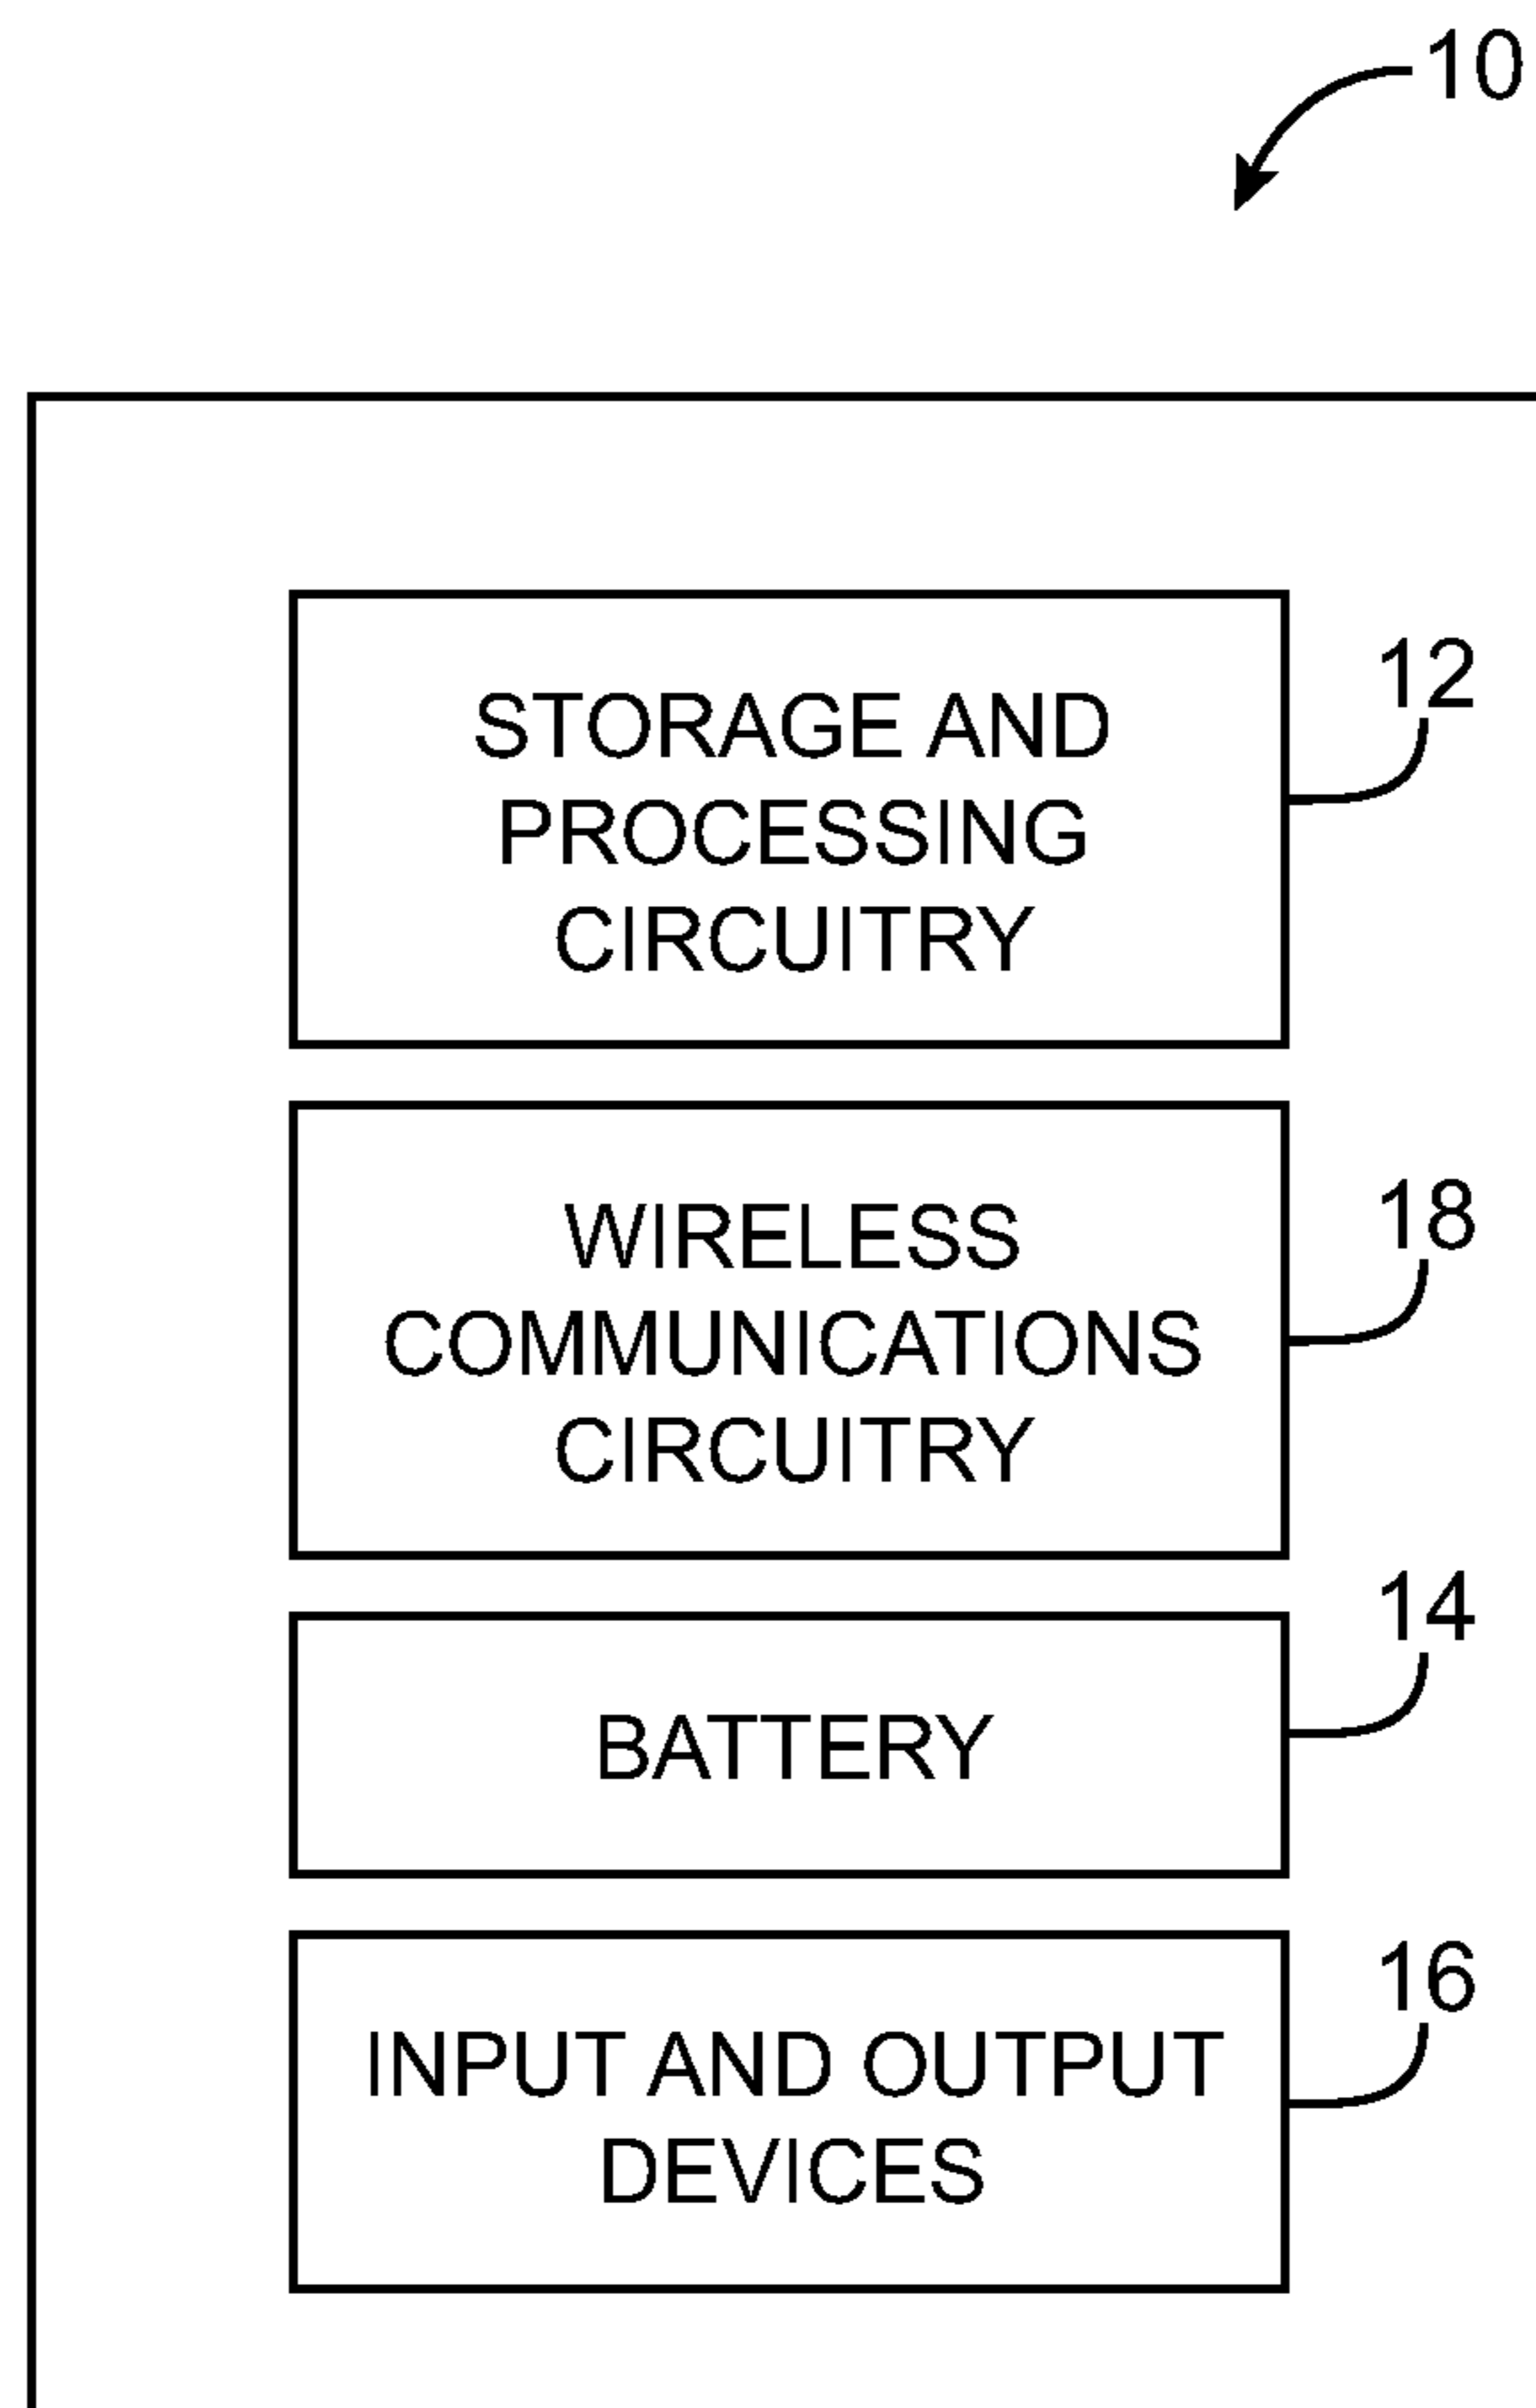 10
STORAGE AND
PROCESSING
CIRCUITRY
12
WIRELESS
COMMUNICATIONS
CIRCUITRY
18
BATTERY
14
INPUT AND OUTPUT
DEVICES
16